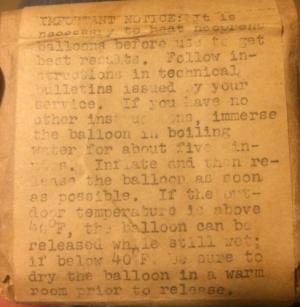 IMPORTANT NOTICE: It is
necessary to heat neoprene
balloons before use to get
best results. Follow in-
structions in technical
bulletins issued by your
service. If you have no
other instructions, immerse
the balloon in boiling
water for about five min-
utes. Inflate and then re-
lease the balloon as soon
as possible. If the out-
door temperature is above
40°F, the balloon can be
released while still wet;
if below 40°F. be sure to
dry the balloon in a warm
room prior to release.